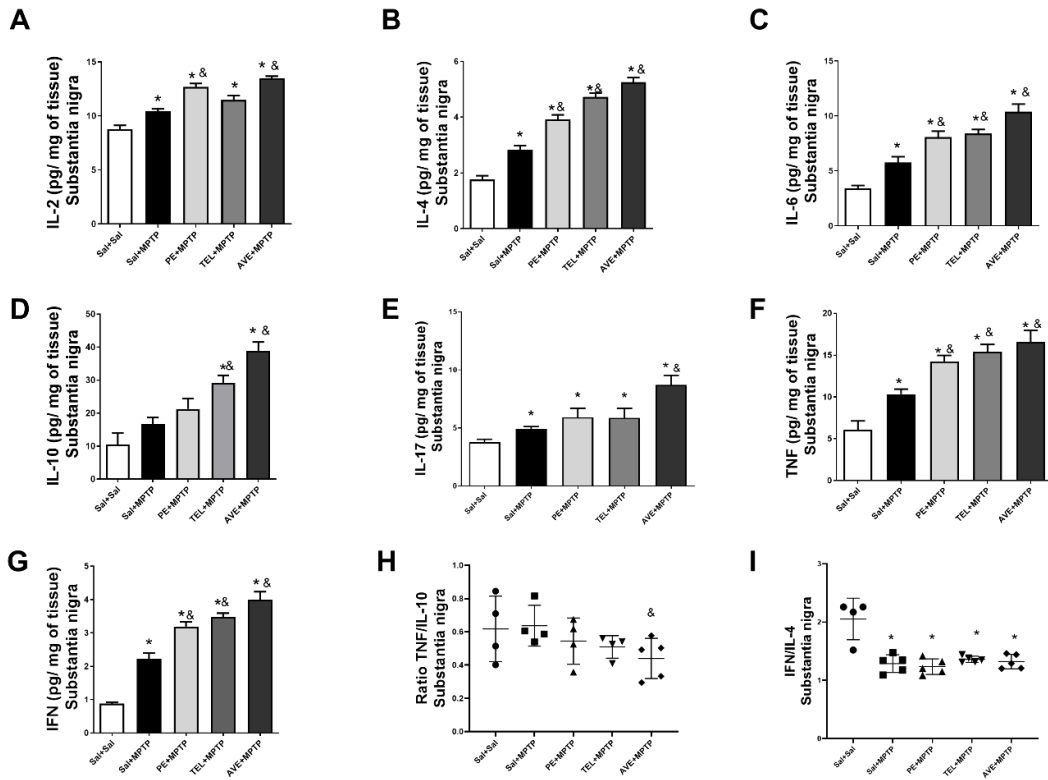 A
IL-2 (pg/ mg of tissue)
Substantia nigra
15
10
5
0
*
* &
*
* &
Sal+Sal
Sal+MPTP
PE+MPTP
TEL+MPTP
AVE+MPTP
B
IL-4 (pg/ mg of tissue)
Substantia nigra
6
4
2
0
*
*&
*&
* &
Sal+Sal
Sal+MPTP
PE+MPTP
TEL+MPTP
AVE+MPTP
C
IL-6 (pg/ mg of tissue)
Substantia nigra
15
10
5
0
*
* &
*&
* &
Sal+Sal
Sal+MPTP
PE+MPTP
TEL+MPTP
AVE+MPTP
D
IL-10 (pg/ mg of tissue)
Substantia nigra
50
40
30
20
10
0
*&
* &
Sal+Sal
Sal+MPTP
PE+MPTP
TEL+MPTP
AVE+MPTP
E
IL-17 (pg/ mg of tissue)
Substantia nigra
15
10
5
0
*
*
*
* &
Sal+Sal
Sal+MPTP
PE+MPTP
TEL+MPTP
AVE+MPTP
F
TNF (pg/ mg of tissue)
Substantia nigra
20
15
10
5
0
*
* &
* &
* &
Sal+Sal
Sal+MPTP
PE+MPTP
TEL+MPTP
AVE+MPTP
G
IFN (pg/ mg of tissue)
Substantia nigra
5
4
3
2
1
0
*
*&
*&
* &
Sal+Sal
Sal+MPTP
PE+MPTP
TEL+MPTP
AVE+MPTP
H
Ratio TNF/IL-10
Substantia nigra
1.0
0.8
0.6
0.4
0.2
0.0
&
Sal+Sal
Sal+MPTP
PE+MPTP
TEL+MPTP
AVE+MPTP
I
IFN/IL-4
Substantia nigra
3
2
1
0
*
*
*
*
Sal+Sal
Sal+MPTP
PE+MPTP
TEL+MPTP
AVE+MPTP